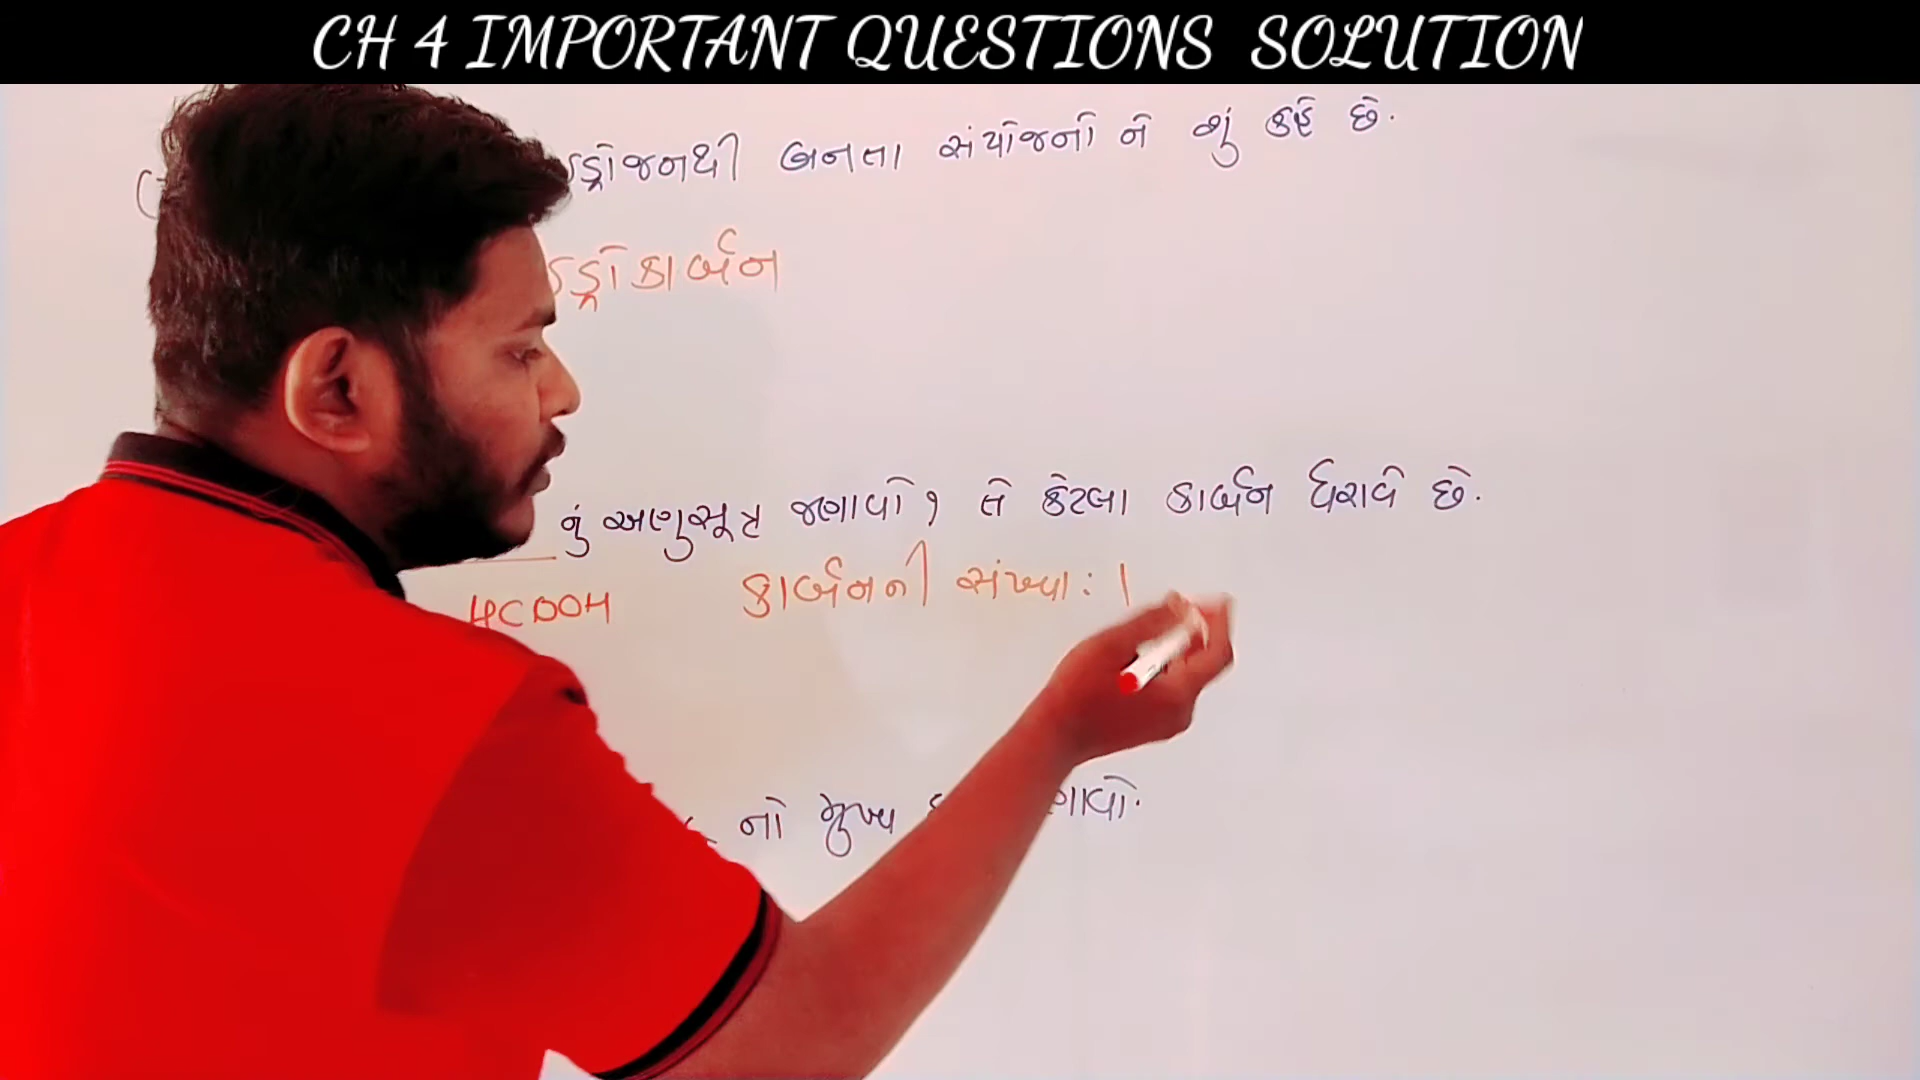 CH 4 IMPORTANT QUESTIONS SOLUTION
ડ્રોજનથી બનતા સંયોજનો ને શું કહે છે.
ડ્રોકાર્બન
નું અણુસૂત્ર જણાવો ? તે કેટલા કાર્બન ધરાવે છે.
HCOOH કાર્બનની સંખ્યા : 1
નો મુખ્ય ણાવો.